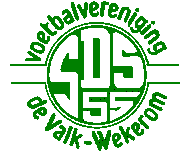 voetbalvereniging
SDS
55
de Valk-Wekerom